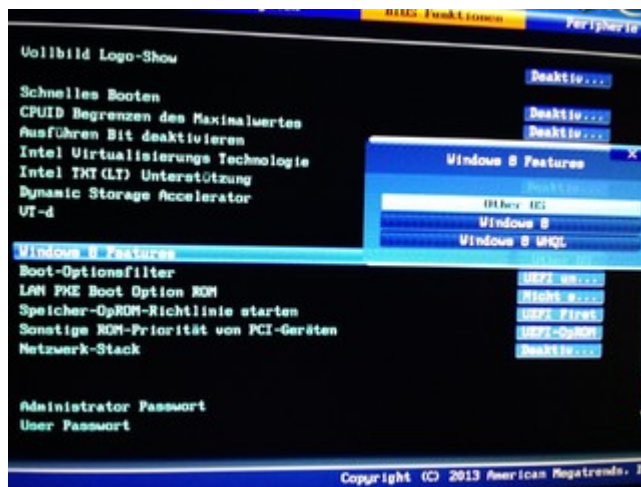 BIOS Funktionen
Peripherie
Vollbild Logo-Show
Deaktiv...
Schnelles Booten
CPUID Begrenzen des Maximalwertes
Deaktiv...
Ausführen Bit deaktivieren
Deaktiv...
Intel Virtualisierungs Technologie
Intel TXT(LT) Unterstützung
Dynamic Storage Accelerator
VT-d
Windows 8 Features
X
Other OS
Windows 8
Windows 8 WHQL
Windows 8 Features
Boot-Optionsfilter
UEFI un...
LAN PXE Boot Option ROM
Nicht e...
Speicher-OpROM-Richtlinie starten
UEFI First
Sonstige ROM-Priorität von PCI-Geräten
UEFI-OpROM
Netzwerk-Stack
Deaktiv...
Administrator Passwort
User Passwort
Copyright (C) 2013 American Megatrends, I